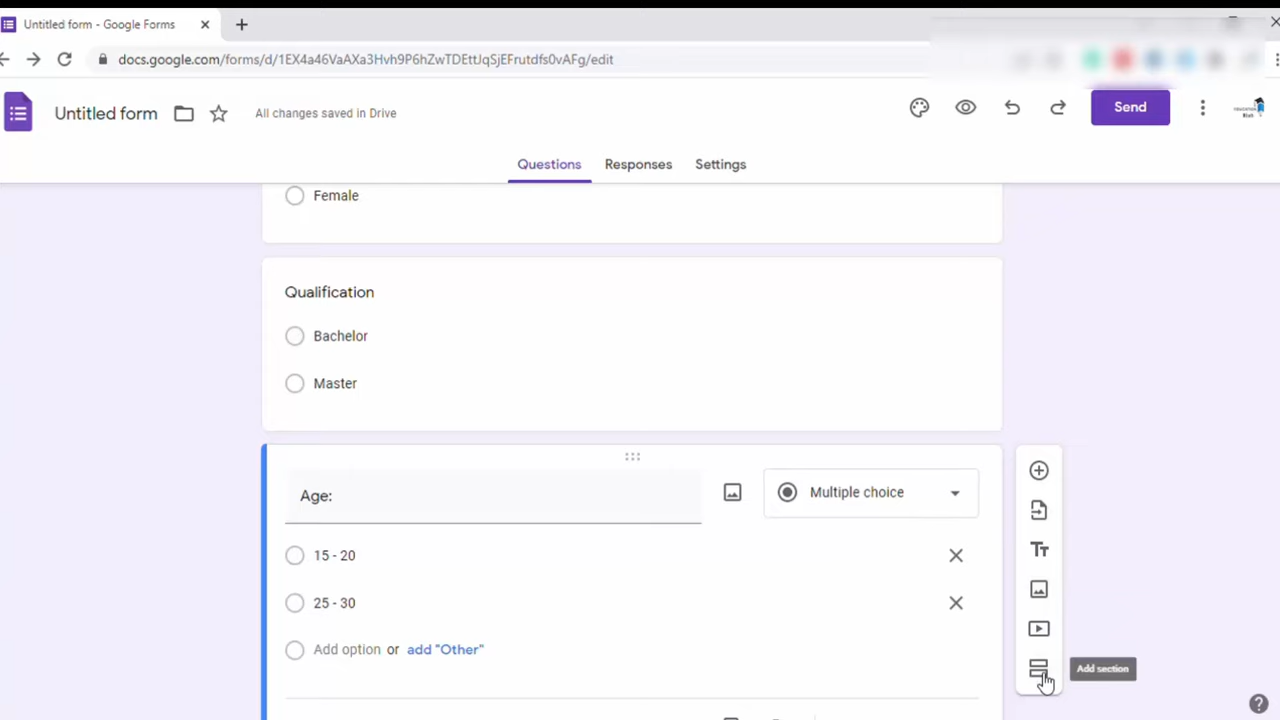 Untitled form - Google Forms
docs.google.com/forms/d/1EX4a46VaAXa3Hvh9P6hZwTDEttJqSjEFrutdfs0vAFg/edit
Untitled form
All changes saved in Drive
Send
Questions
Responses
Settings
Female
Qualification
Bachelor
Master
Age:
Multiple choice
15 - 20
25 - 30
Add option or add "Other"
Add section